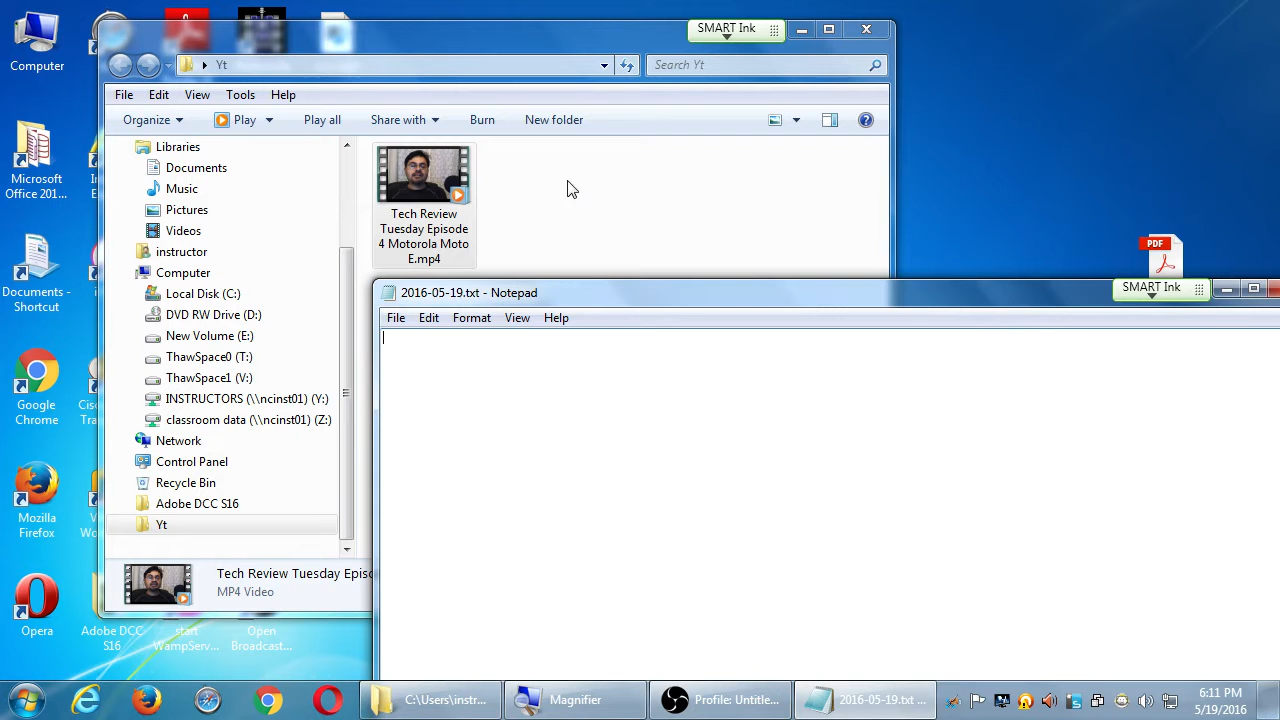 Computer
Microsoft
Office 201...
Documents -
Shortcut
Google
Chrome
Mozilla
Firefox
Opera
Adobe DCC
S16
start
WampServ...
Open
Broadcast...
SMART Ink
Yt
Search Yt
File Edit View Tools Help
Organize Play Play all Share with Burn New folder
Libraries
Documents
Music
Pictures
Videos
instructor
Computer
Local Disk (C:)
DVD RW Drive (D:)
New Volume (E:)
ThawSpace0 (T:)
ThawSpace1 (V:)
INSTRUCTORS (\\ncinst01) (Y:)
classroom data (\\ncinst01) (Z:)
Network
Control Panel
Recycle Bin
Adobe DCC S16
Yt
Tech Review
Tuesday Episode
4 Motorola Moto
E.mp4
Tech Review Tuesday Episo
MP4 Video
PDF
2016-05-19.txt - Notepad
SMART Ink
File Edit Format View Help
C:\Users\instr...
Magnifier
Profile: Untitle...
2016-05-19.txt ...
6:11 PM
5/19/2016